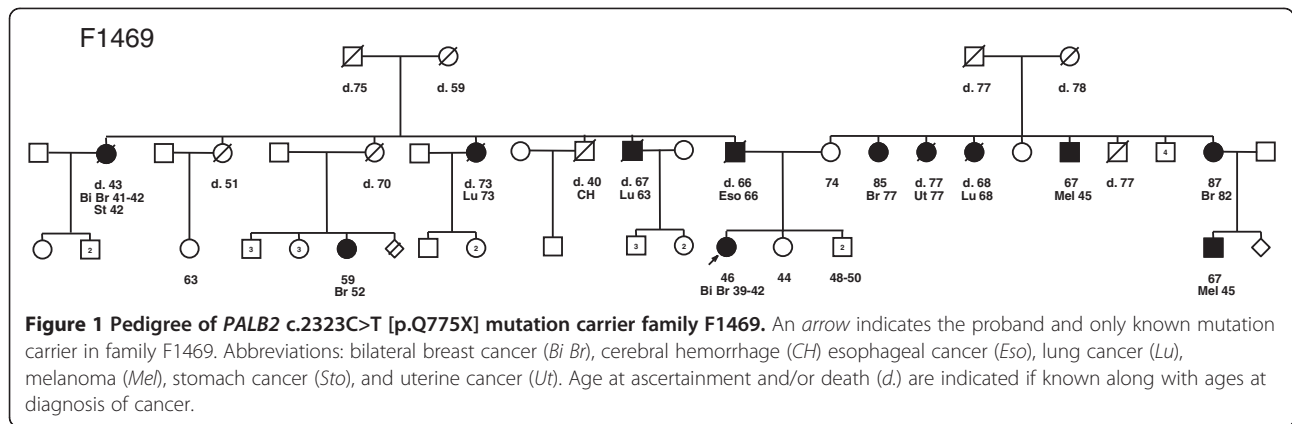 F1469
d.75 d. 59 d. 77 d. 78
d. 43 d. 51 d. 70 d. 73 d. 40 d. 67 d. 66 74 85 d. 77 d. 68 67 d. 77 4 87
Bi Br 41-42 Lu 73 CH Lu 63 Eso 66 Br 77 Ut 77 Lu 68 Mel 45 Br 82
St 42
2 3 3 2 3 2 2
63 59 46 44 48-50 67
Br 52 Bi Br 39-42 Mel 45
Figure 1 Pedigree of PALB2 c.2323C>T [p.Q775X] mutation carrier family F1469. An arrow indicates the proband and only known mutation
carrier in family F1469. Abbreviations: bilateral breast cancer (Bi Br), cerebral hemorrhage (CH) esophageal cancer (Eso), lung cancer (Lu),
melanoma (Mel), stomach cancer (Sto), and uterine cancer (Ut). Age at ascertainment and/or death (d.) are indicated if known along with ages at
diagnosis of cancer.